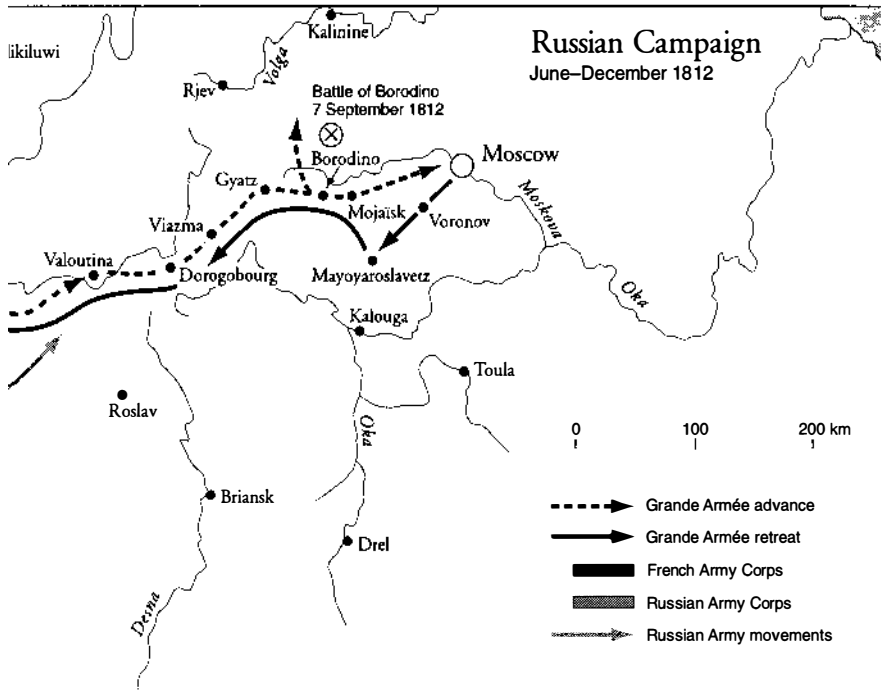 Kalinine
likiluwi
Volga
Rjev
Russian Campaign
June–December 1812
Battle of Borodino
7 September 1812
Borodino
Moscow
Gyatz
Mojaïsk
Voronov
Moskova
Viazma
Valoutina
Dorogobourg
Mayoyaroslavetz
Oka
Kalouga
Toula
Roslav
Oka
Briansk
Drel
Desna
0 100 200 km
Grande Armée advance
Grande Armée retreat
French Army Corps
Russian Army Corps
Russian Army movements